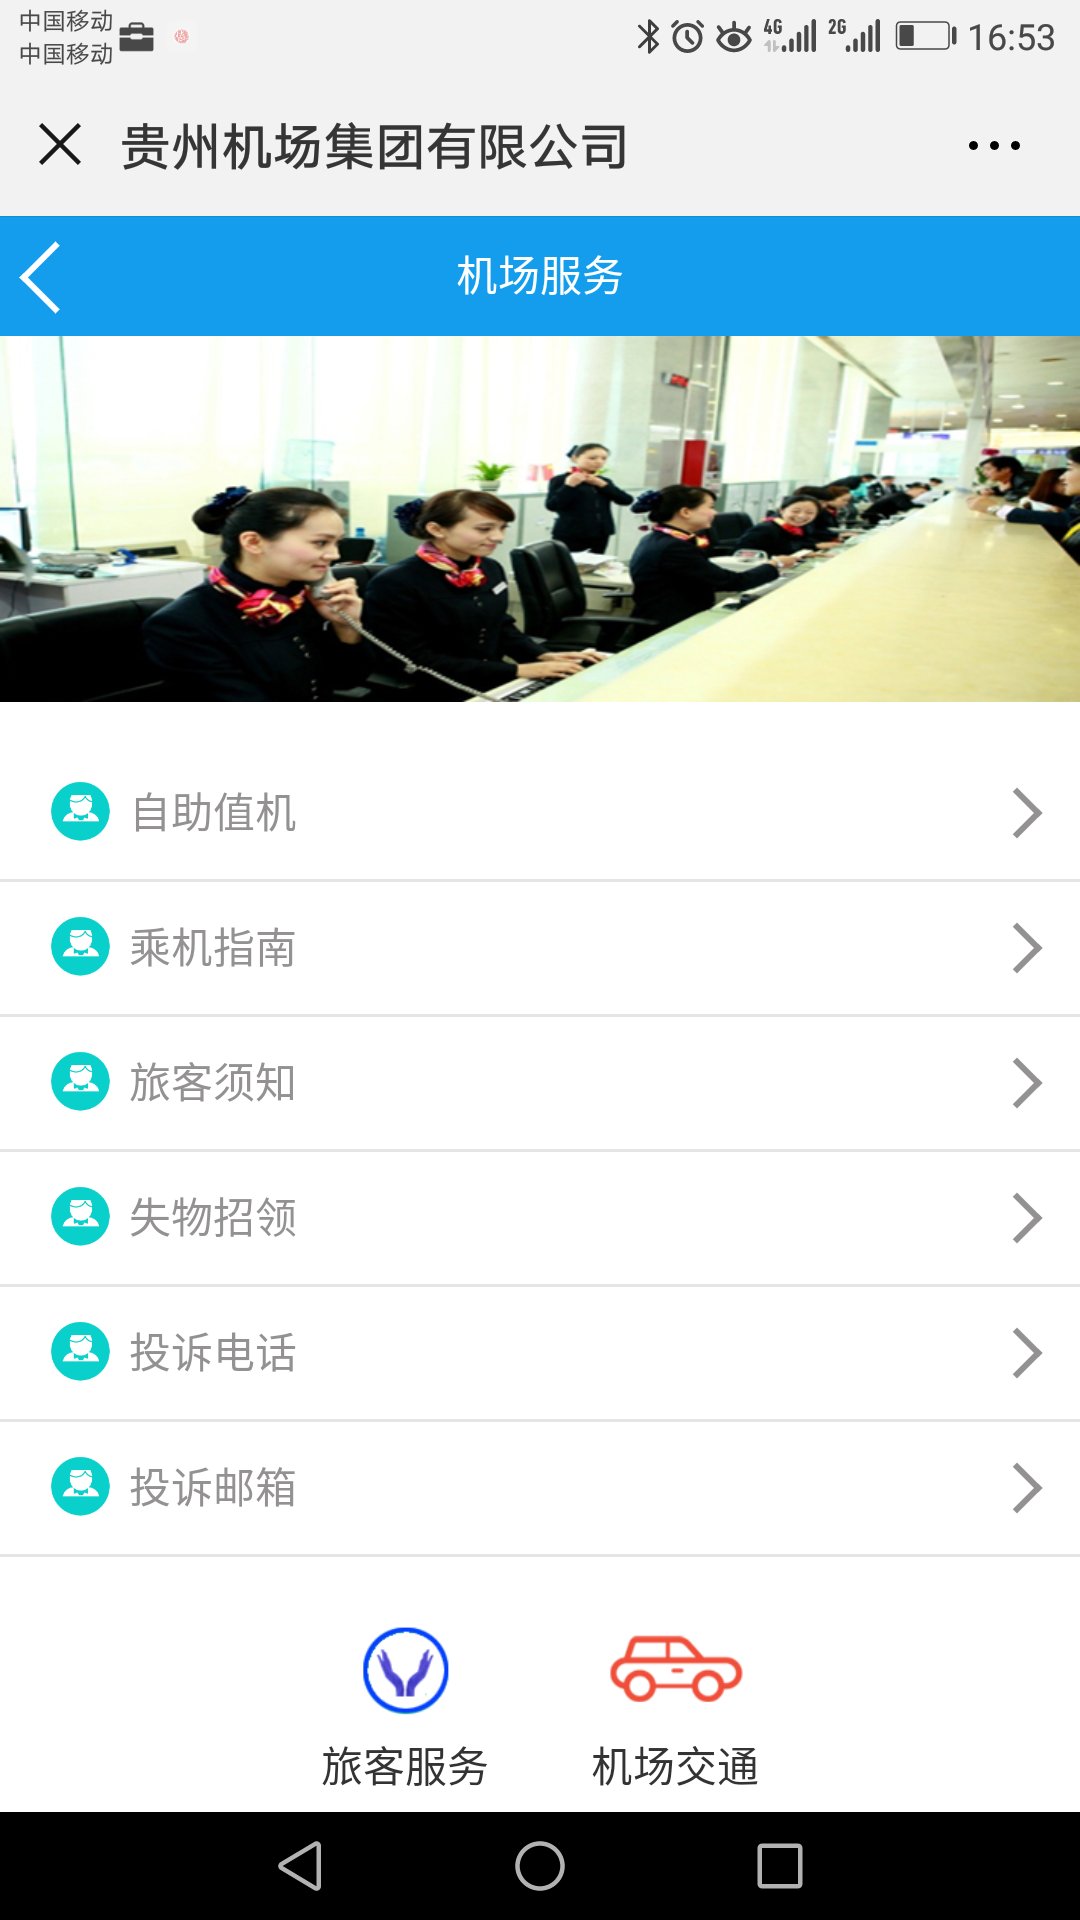 中国移动
中国移动
4G
2G
16:53
贵州机场集团有限公司
机场服务
自助值机
乘机指南
旅客须知
失物招领
投诉电话
投诉邮箱
旅客服务
机场交通